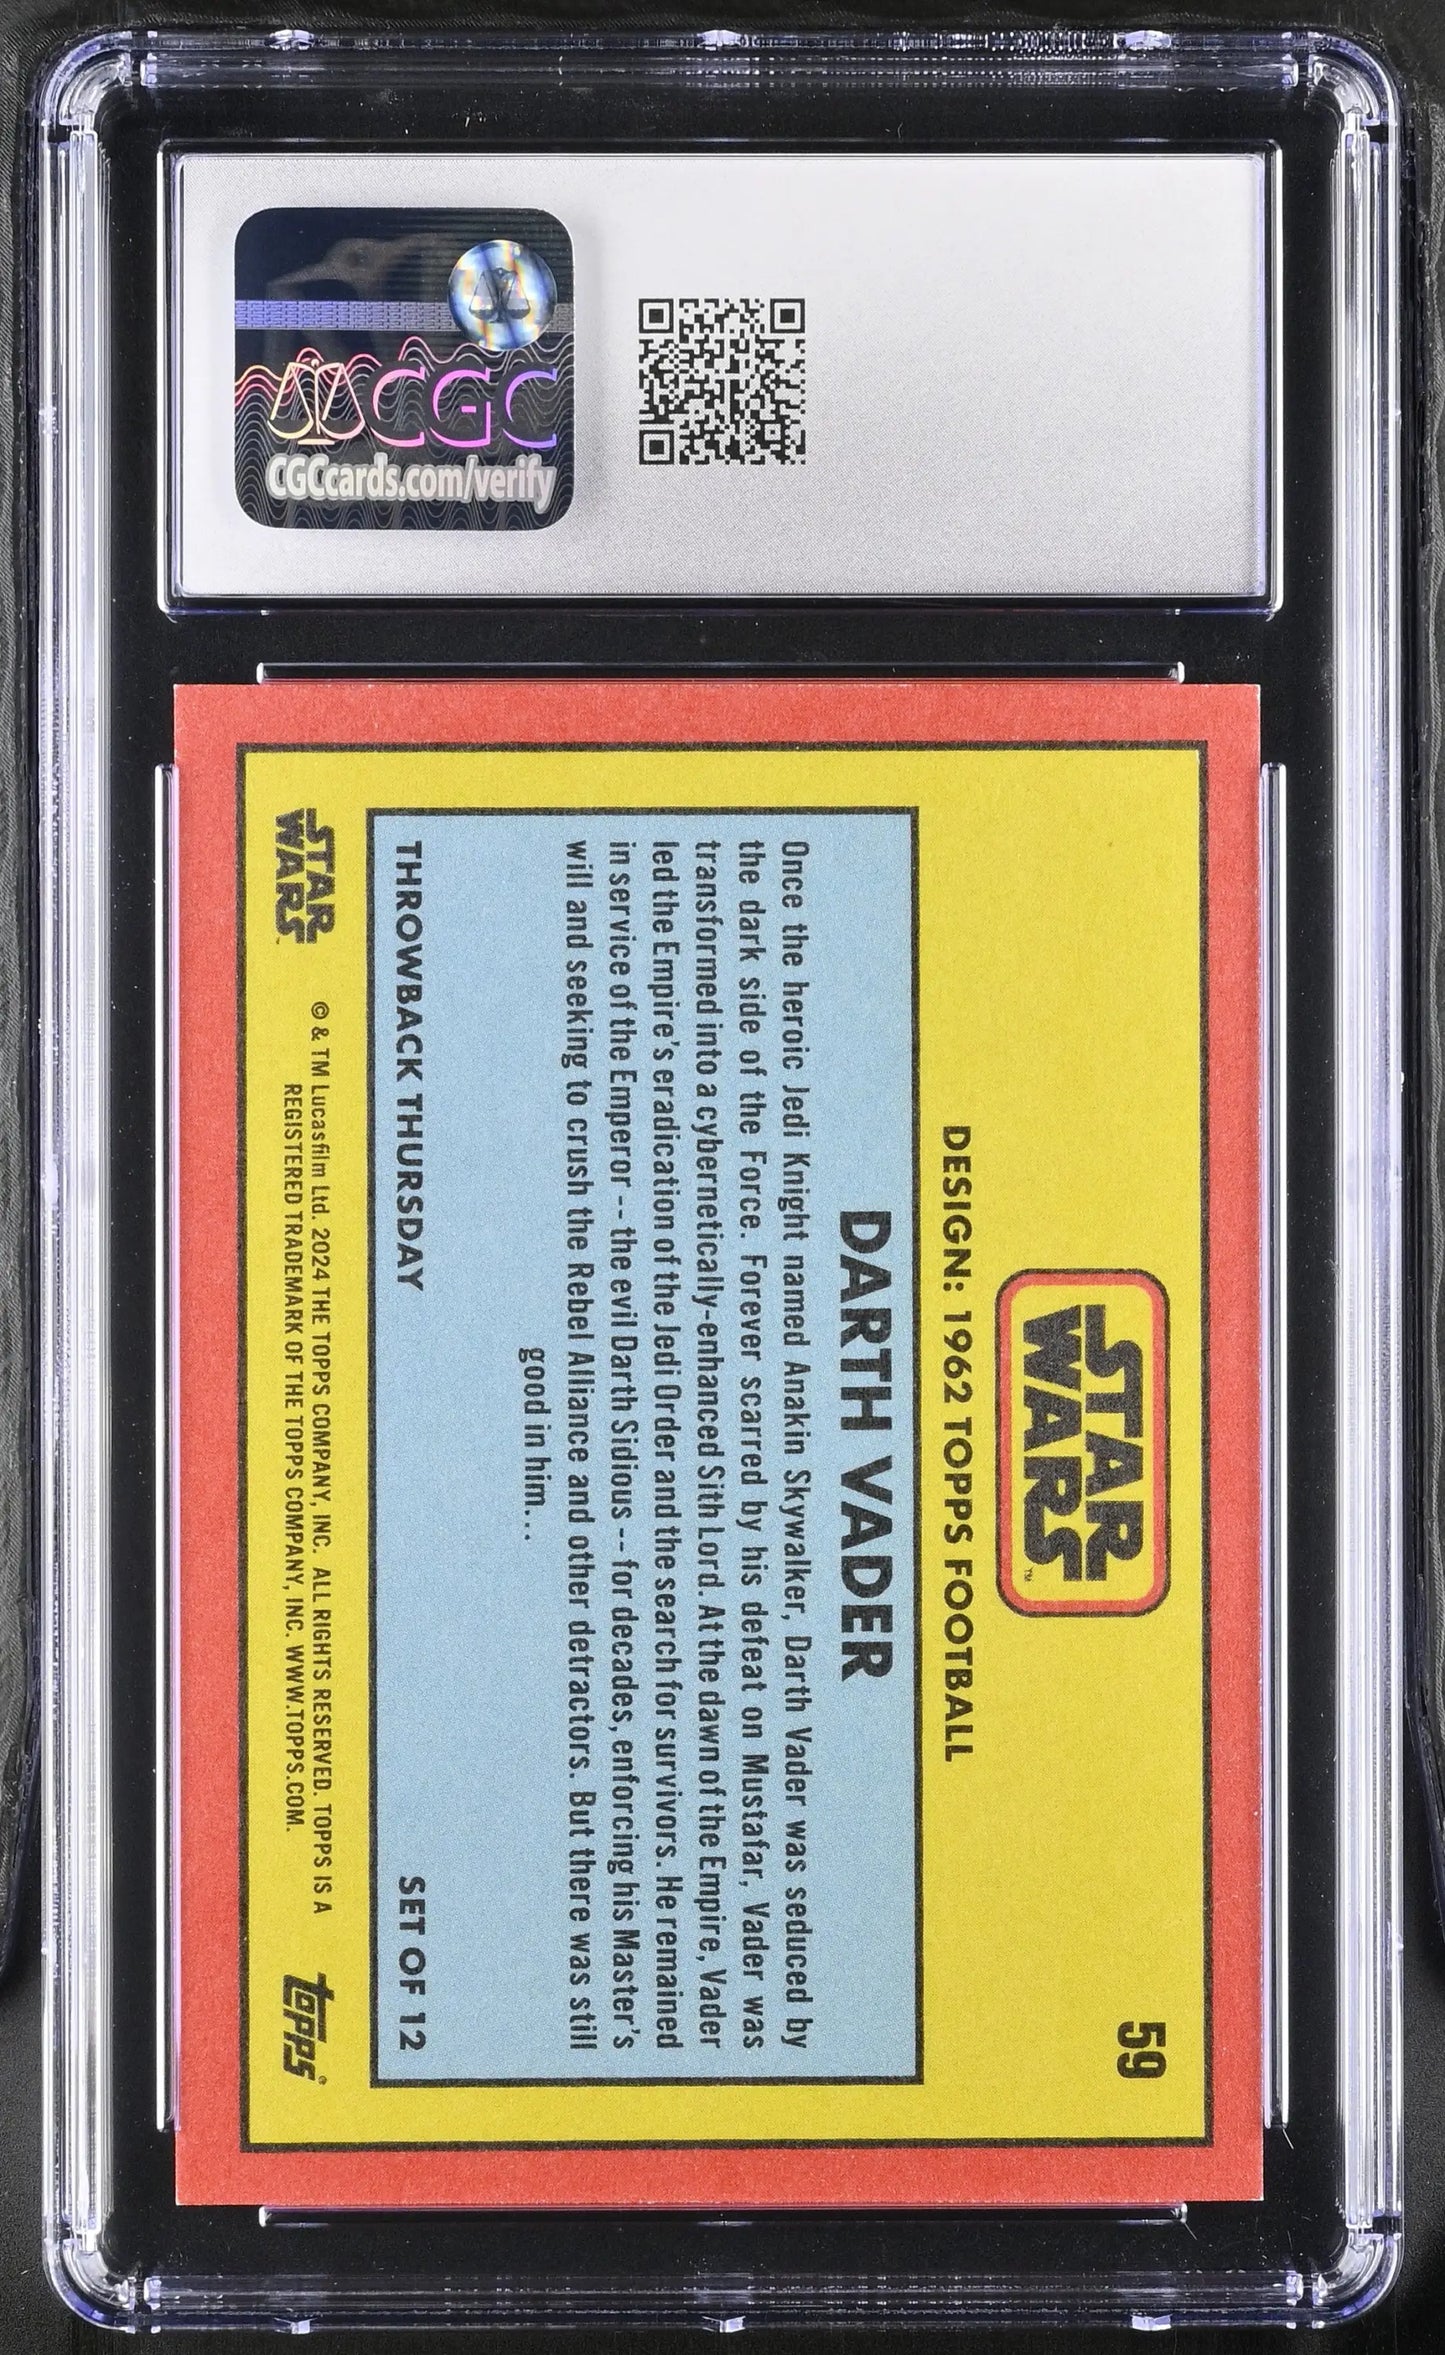 CGC
CGCcards.com/verify
59
STAR
WARS™
DESIGN: 1962 TOPPS FOOTBALL
DARTH VADER
Once the heroic Jedi Knight named Anakin Skywalker, Darth Vader was seduced by
the dark side of the Force. Forever scarred by his defeat on Mustafar, Vader was
transformed into a cybernetically-enhanced Sith Lord. At the dawn of the Empire, Vader
led the Empire's eradication of the Jedi Order and the search for survivors. He remained
in service of the Emperor -- the evil Darth Sidious -- for decades, enforcing his Master's
will and seeking to crush the Rebel Alliance and other detractors. But there was still
good in him...
THROWBACK THURSDAY SET OF 12
STAR
WARS™
© & TM Lucasfilm Ltd. 2024 THE TOPPS COMPANY, INC. ALL RIGHTS RESERVED. TOPPS IS A
REGISTERED TRADEMARK OF THE TOPPS COMPANY, INC. WWW.TOPPS.COM.
topps®